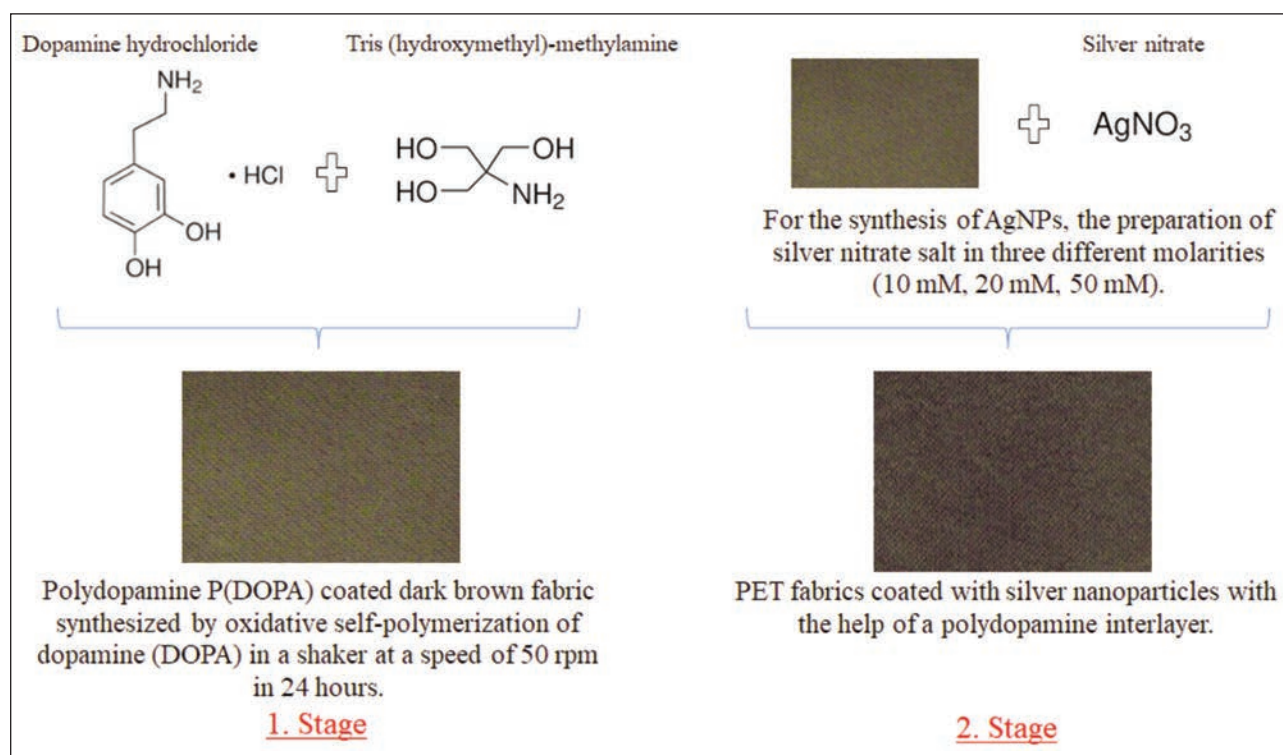 Dopamine hydrochloride
Tris (hydroxymethyl)-methylamine
NH₂
• HCl
OH
OH
HO
OH
HO
NH₂
Polydopamine P(DOPA) coated dark brown fabric
synthesized by oxidative self-polymerization of
dopamine (DOPA) in a shaker at a speed of 50 rpm
in 24 hours.
1. Stage
Silver nitrate
AgNO₃
For the synthesis of AgNPs, the preparation of
silver nitrate salt in three different molarities
(10 mM, 20 mM, 50 mM).
PET fabrics coated with silver nanoparticles with
the help of a polydopamine interlayer.
2. Stage